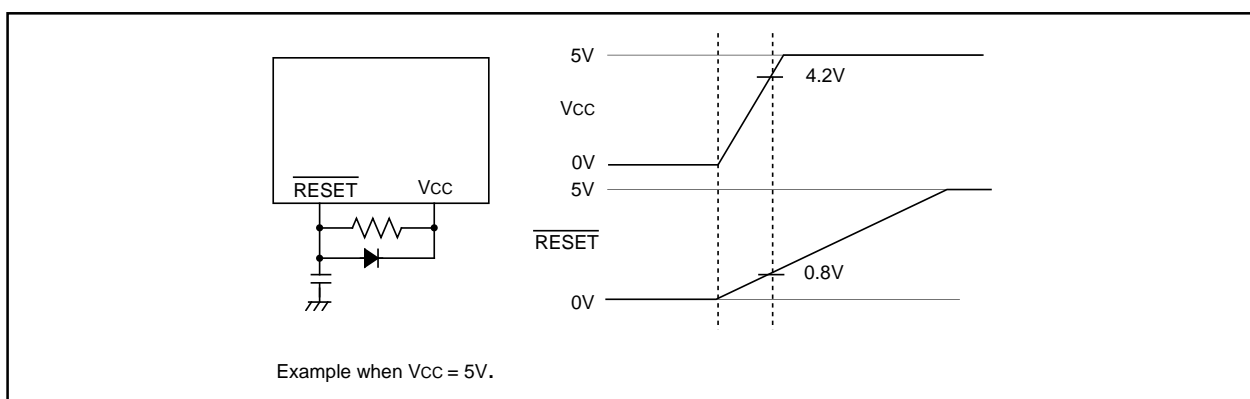 RESET VCC
5V
4.2V
VCC
0V
5V
RESET
0.8V
0V
Example when VCC = 5V.